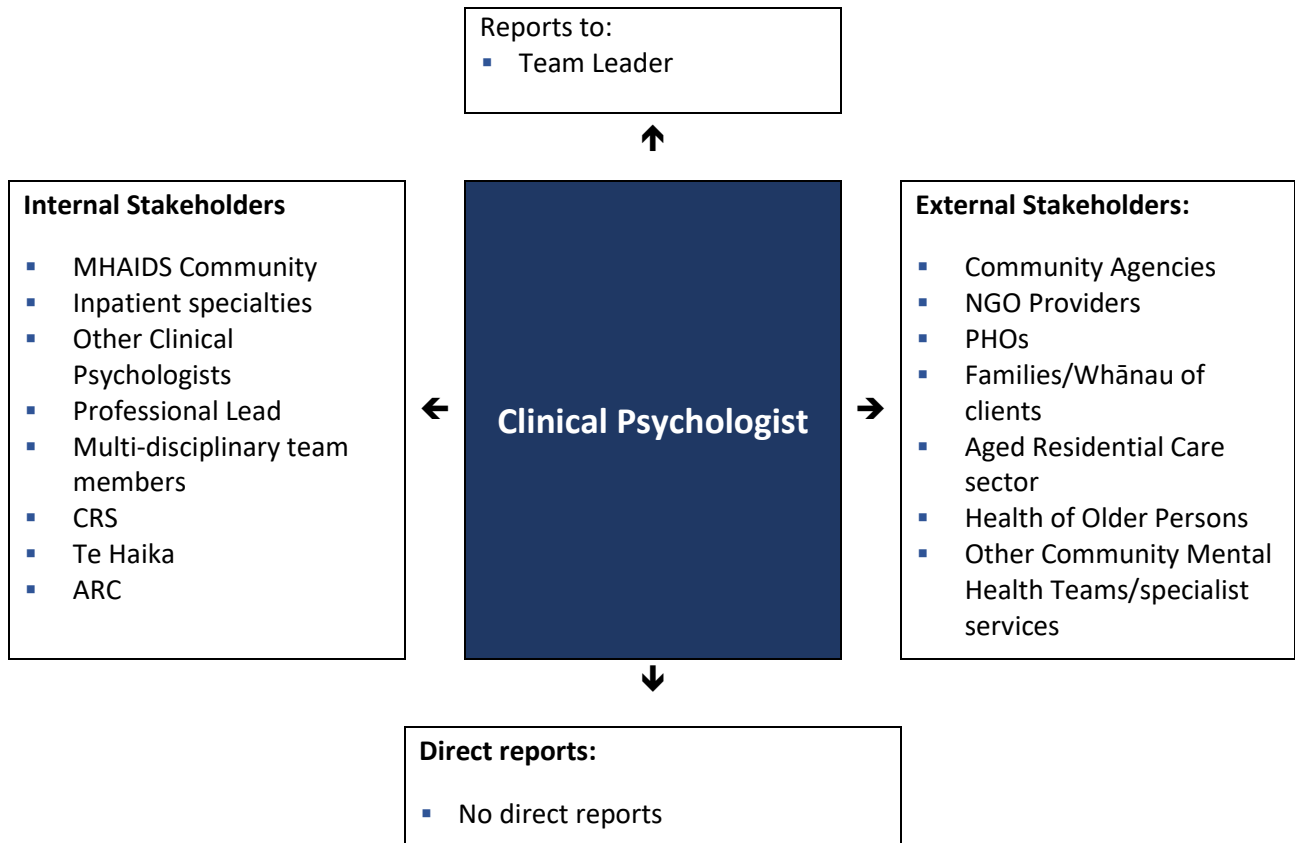 Reports to:
▪ Team Leader
Internal Stakeholders
▪ MHAIDS Community
▪ Inpatient specialties
▪ Other Clinical
Psychologists
▪ Professional Lead
▪ Multi-disciplinary team
members
▪ CRS
▪ Te Haika
▪ ARC
Clinical Psychologist
External Stakeholders:
▪ Community Agencies
▪ NGO Providers
▪ PHOs
▪ Families/Whānau of
clients
▪ Aged Residential Care
sector
▪ Health of Older Persons
▪ Other Community Mental
Health Teams/specialist
services
Direct reports:
▪ No direct reports